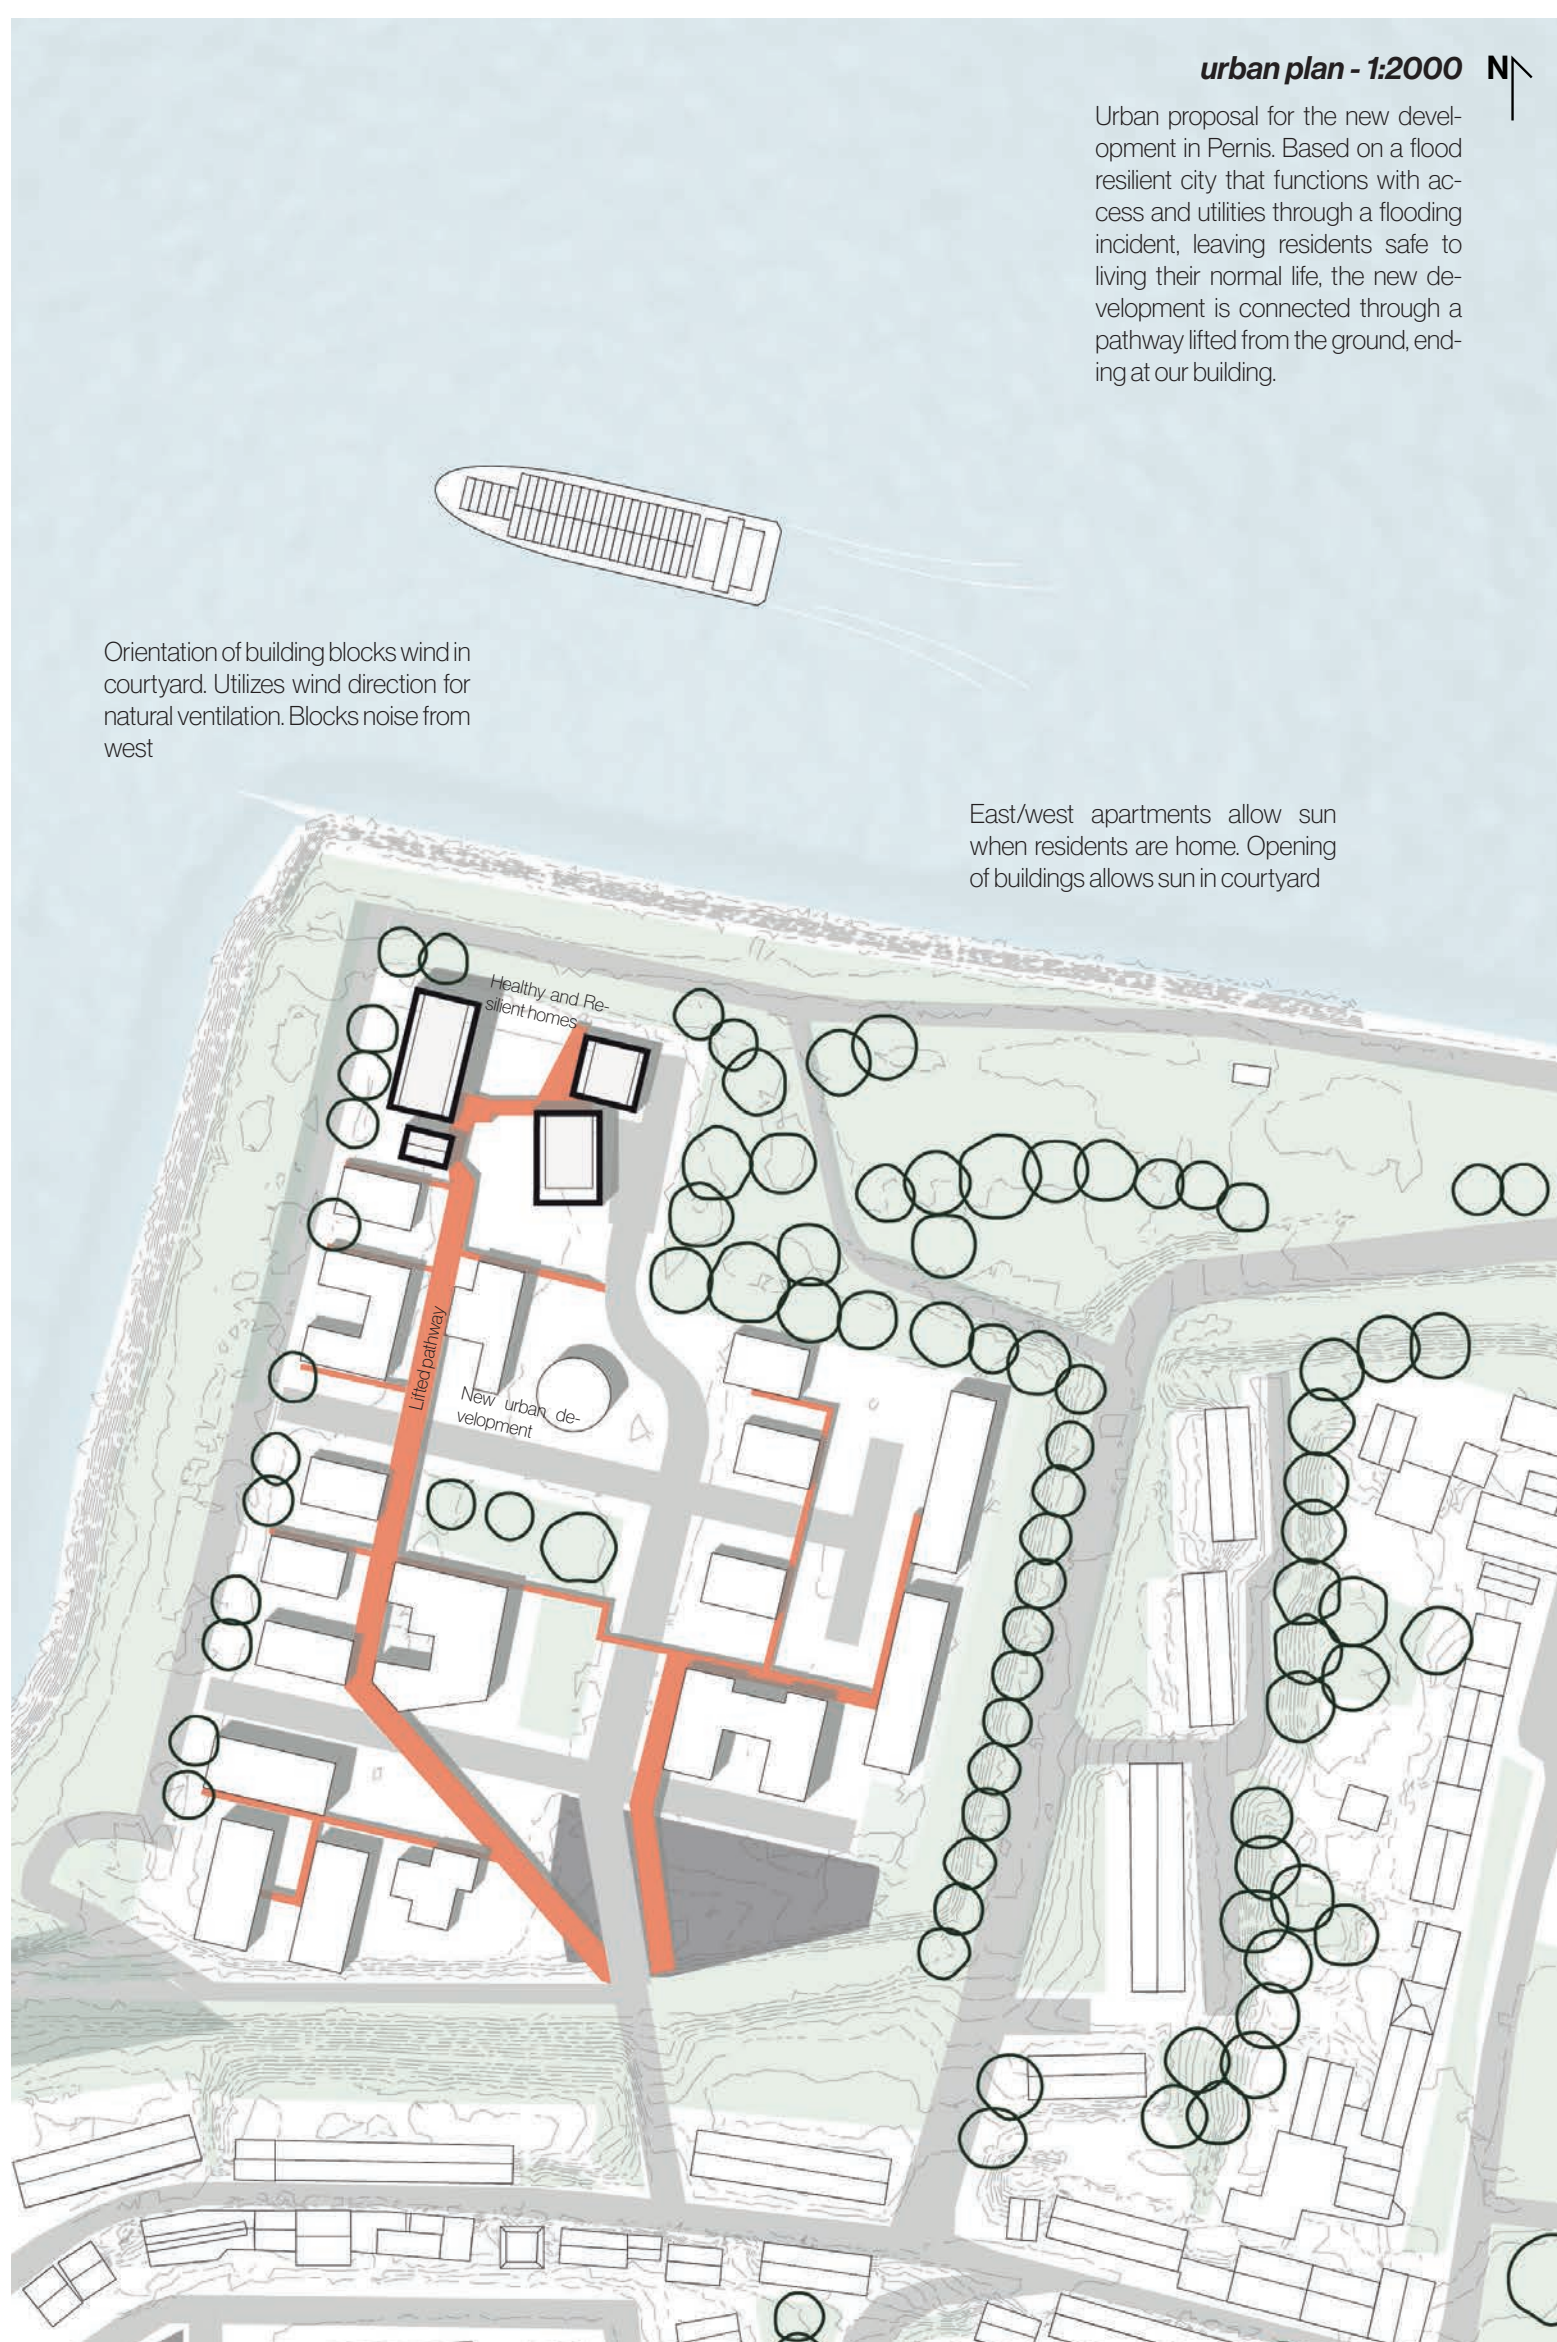 urban plan - 1:2000 N
Urban proposal for the new devel-
opment in Pernis. Based on a flood
resilient city that functions with ac-
cess and utilities through a flooding
incident, leaving residents safe to
living their normal life, the new de-
velopment is connected through a
pathway lifted from the ground, end-
ing at our building.
Orientation of building blocks wind in
courtyard. Utilizes wind direction for
natural ventilation. Blocks noise from
west
East/west apartments allow sun
when residents are home. Opening
of buildings allows sun in courtyard
Healthy and Re-
silient homes
Lifted pathway
New urban de-
velopment